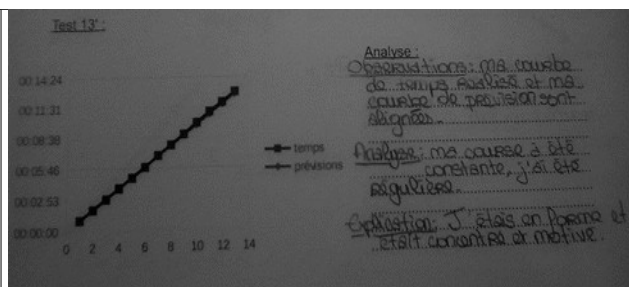 Test 13' :
00:14:24
00:11:31
00:08:38
00:05:46
00:02:53
00:00:00
0 2 4 6 8 10 12 14
temps
prévisions
Analyse :
Observations: ma courbe
de temps réalisé et ma
courbe de prévision sont
alignées.
Analyse: ma course a été
constante, j'ai été
régulière.
Explication: J'étais en forme et
était concentré et motivé.